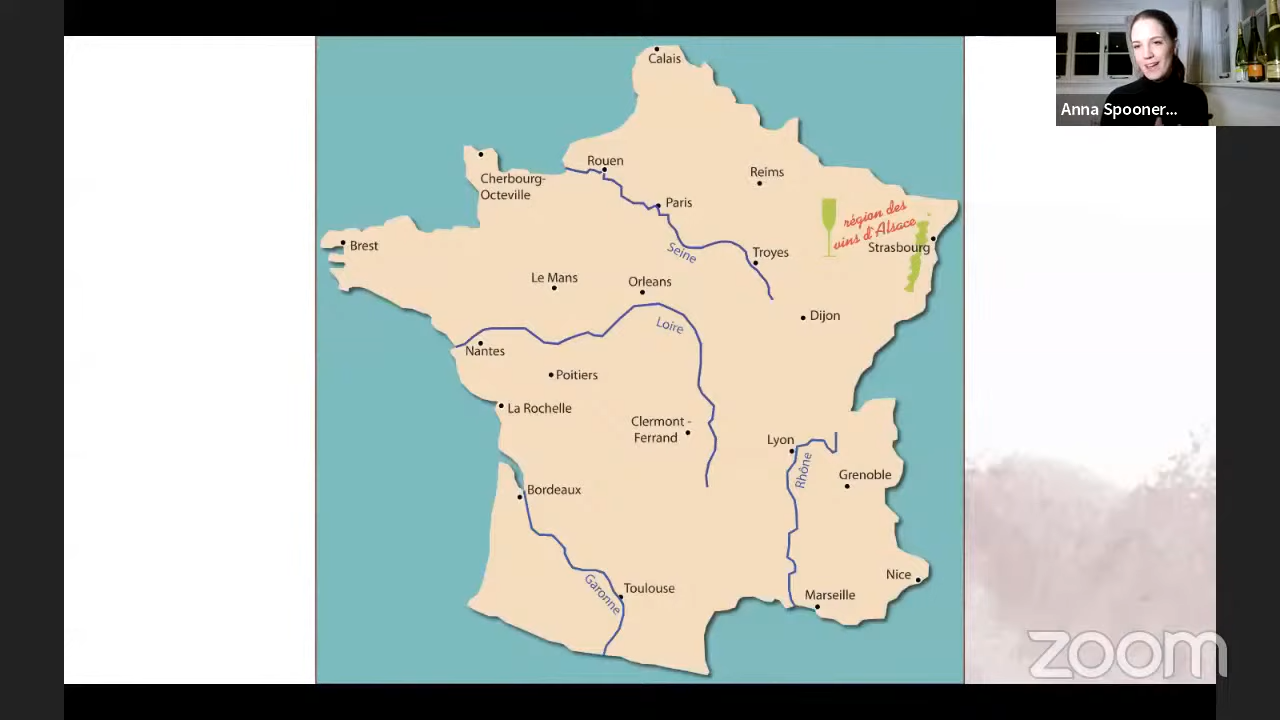 Calais
Anna Spooner...
Rouen
Reims
Cherbourg-
Octeville
Paris
région des
vins d'Alsace
Brest
Strasbourg
Seine
Troyes
Le Mans
Orleans
Dijon
Loire
Nantes
Poitiers
La Rochelle
Clermont -
Ferrand
Lyon
Rhône
Grenoble
Bordeaux
Garonne
Toulouse
Nice
Marseille
zoom